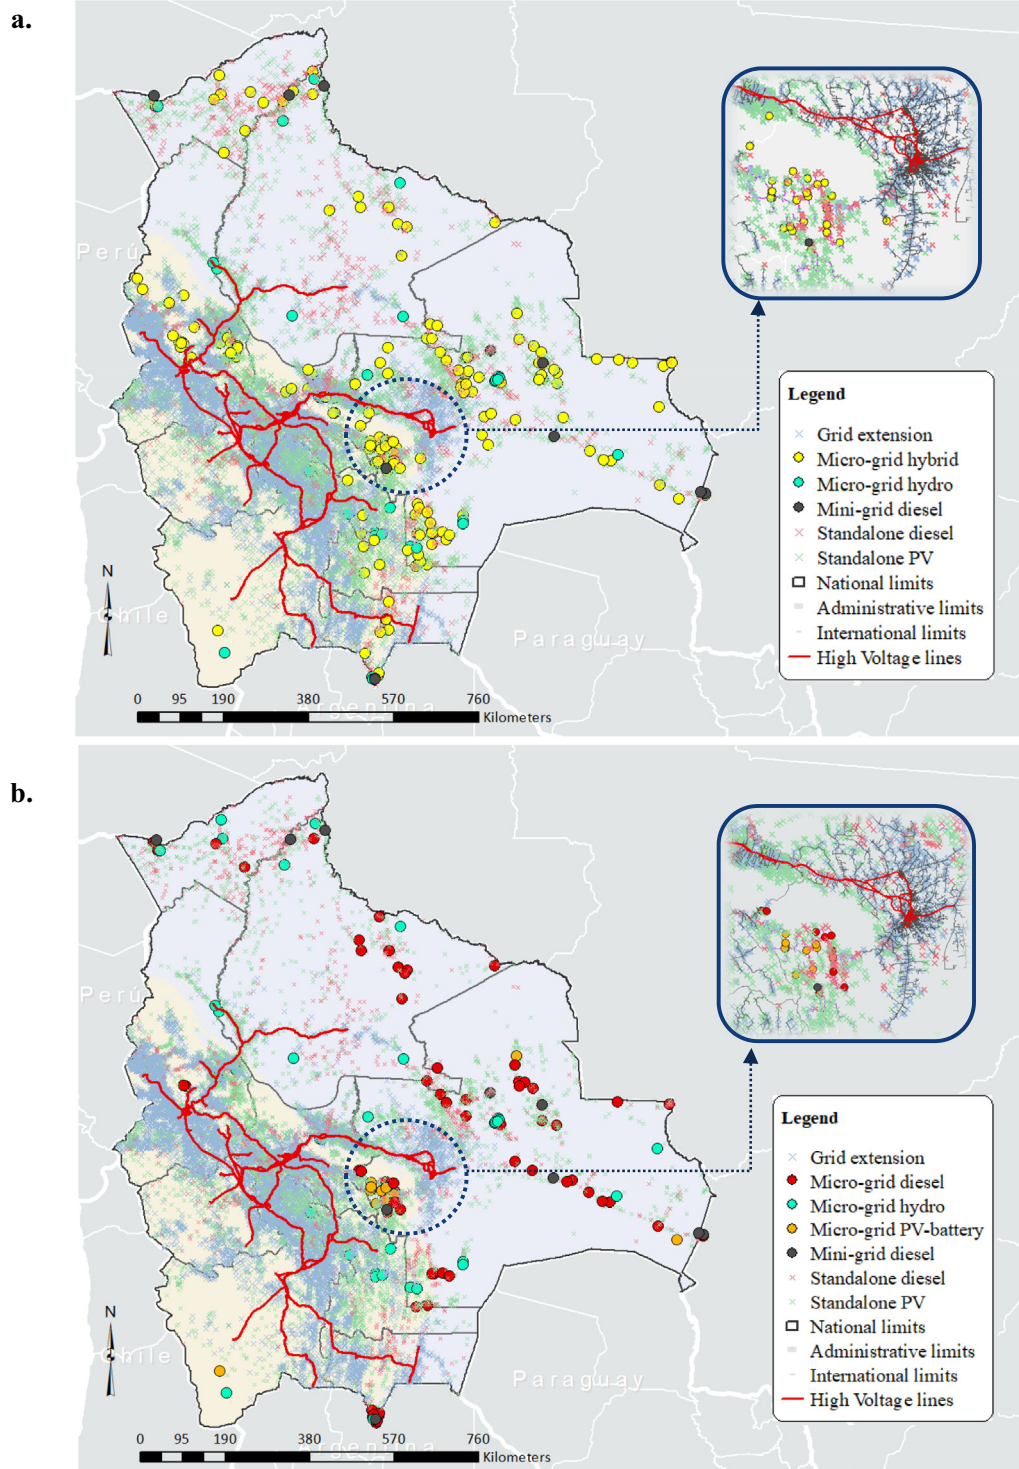 a.
Perú
Chile
Paraguay
Argentina
N
0 95 190 380 570 760
Kilometers
Legend
Grid extension
Micro-grid hybrid
Micro-grid hydro
Mini-grid diesel
Standalone diesel
Standalone PV
National limits
Administrative limits
International limits
High Voltage lines
b.
Perú
Chile
Paraguay
Argentina
N
0 95 190 380 570 760
Kilometers
Legend
Grid extension
Micro-grid diesel
Micro-grid hydro
Micro-grid PV-battery
Mini-grid diesel
Standalone diesel
Standalone PV
National limits
Administrative limits
International limits
High Voltage lines